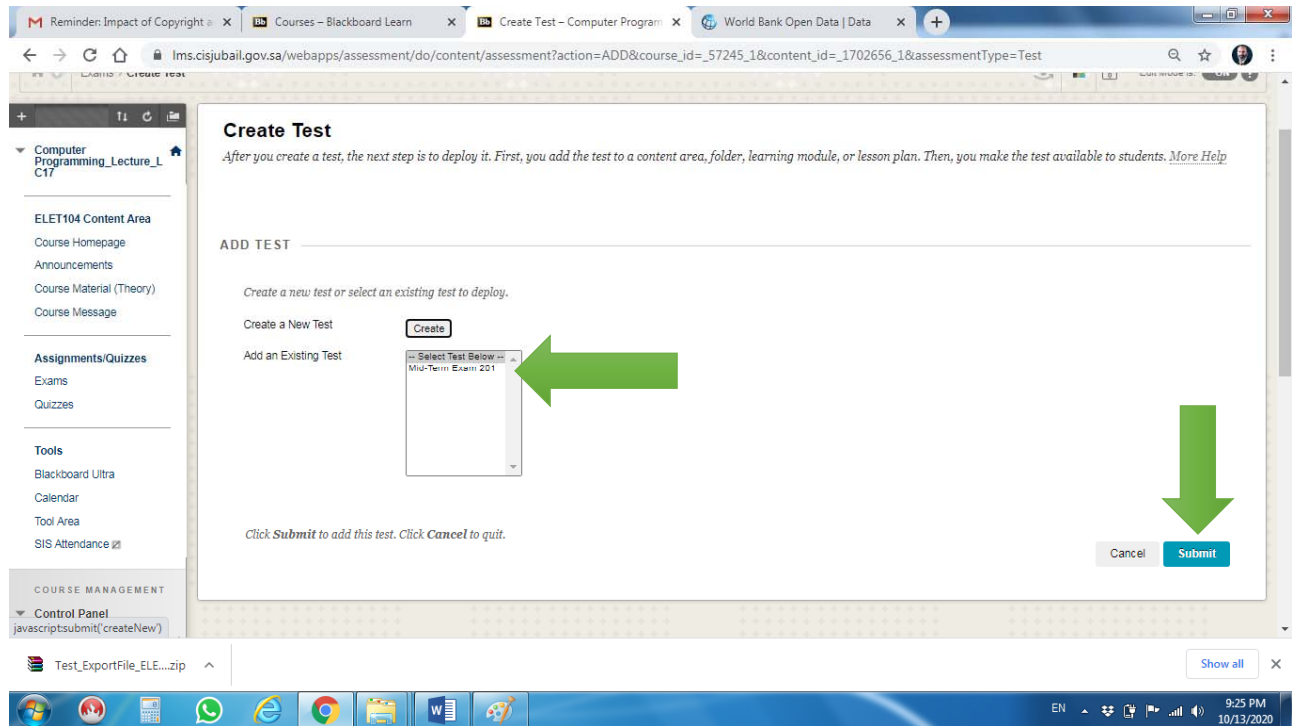 Reminder: Impact of Copyright a
Courses – Blackboard Learn
Create Test – Computer Program
World Bank Open Data | Data
lms.cisjubail.gov.sa/webapps/assessment/do/content/assessment?action=ADD&course_id=_57245_1&content_id=_1702656_1&assessmentType=Test
Exams Create Test
Edit Mode is: ON ?
Computer
Programming_Lecture_L
C17
ELET104 Content Area
Course Homepage
Announcements
Course Material (Theory)
Course Message
Assignments/Quizzes
Exams
Quizzes
Tools
Blackboard Ultra
Calendar
Tool Area
SIS Attendance
COURSE MANAGEMENT
Control Panel
javascript:submit('createNew')
Create Test
After you create a test, the next step is to deploy it. First, you add the test to a content area, folder, learning module, or lesson plan. Then, you make the test available to students. More Help
ADD TEST
Create a new test or select an existing test to deploy.
Create a New Test
Create
Add an Existing Test
-- Select Test Below --
Mid-Term Exam 201
Click Submit to add this test. Click Cancel to quit.
Cancel
Submit
Test_ExportFile_ELE....zip
Show all
EN
9:25 PM
10/13/2020